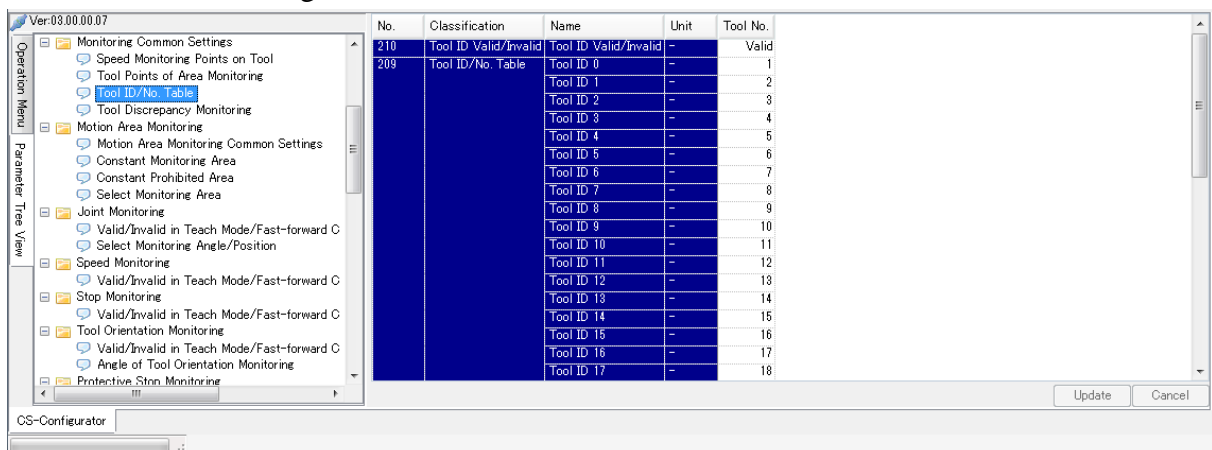 Ver:03.00.00.07
Operation Menu
Parameter Tree View
Monitoring Common Settings
Speed Monitoring Points on Tool
Tool Points of Area Monitoring
Tool ID/No. Table
Tool Discrepancy Monitoring
Motion Area Monitoring
Motion Area Monitoring Common Settings
Constant Monitoring Area
Constant Prohibited Area
Select Monitoring Area
Joint Monitoring
Valid/Invalid in Teach Mode/Fast-forward C
Select Monitoring Angle/Position
Speed Monitoring
Valid/Invalid in Teach Mode/Fast-forward C
Stop Monitoring
Valid/Invalid in Teach Mode/Fast-forward C
Tool Orientation Monitoring
Valid/Invalid in Teach Mode/Fast-forward C
Angle of Tool Orientation Monitoring
Protective Stop Monitoring
No. Classification Name Unit Tool No.
210 Tool ID Valid/Invalid Tool ID Valid/Invalid - Valid
209 Tool ID/No. Table Tool ID 0 - 1
Tool ID 1 - 2
Tool ID 2 - 3
Tool ID 3 - 4
Tool ID 4 - 5
Tool ID 5 - 6
Tool ID 6 - 7
Tool ID 7 - 8
Tool ID 8 - 9
Tool ID 9 - 10
Tool ID 10 - 11
Tool ID 11 - 12
Tool ID 12 - 13
Tool ID 13 - 14
Tool ID 14 - 15
Tool ID 15 - 16
Tool ID 16 - 17
Tool ID 17 - 18
Update Cancel
CS-Configurator